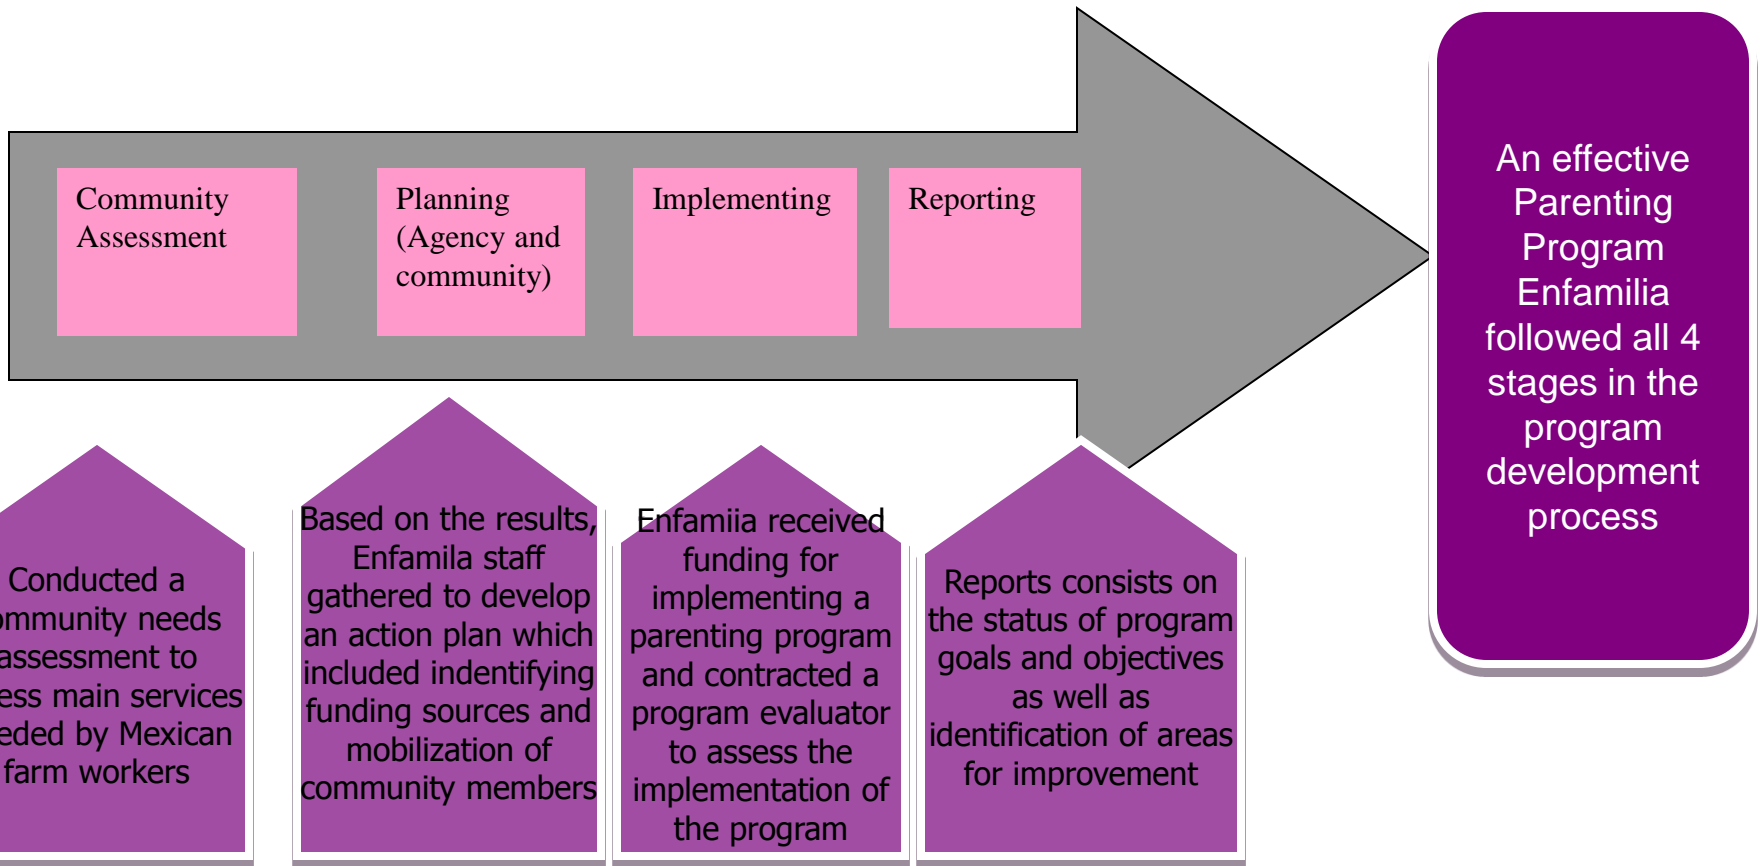 Community
Assessment
Planning
(Agency and
community)
Implementing
Reporting
An effective
Parenting
Program
Enfamilia
followed all 4
stages in the
program
development
process
Conducted a
ommunity needs
assessment to
ess main services
eded by Mexican
farm workers
Based on the results,
Enfamila staff
gathered to develop
an action plan which
included indentifying
funding sources and
mobilization of
community members
Enfamiia received
funding for
implementing a
parenting program
and contracted a
program evaluator
to assess the
implementation of
the program
Reports consists on
the status of program
goals and objectives
as well as
identification of areas
for improvement